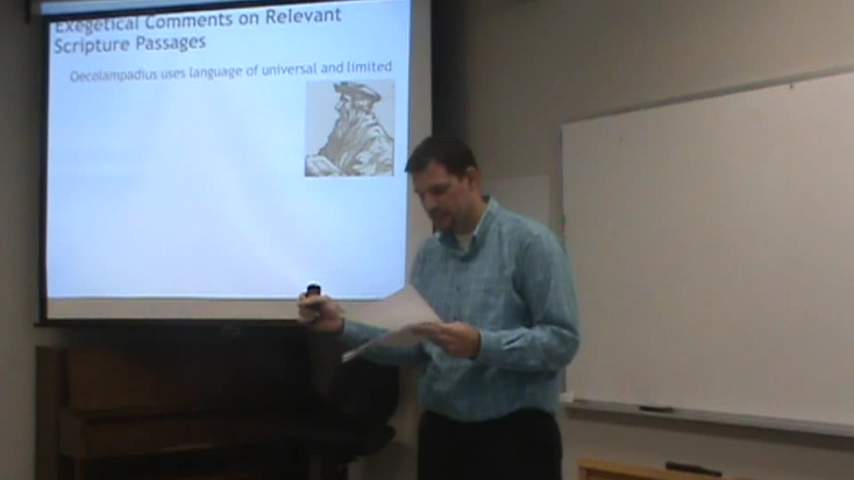 Exegetical Comments on Relevant
Scripture Passages
Oecolampadius uses language of universal and limited